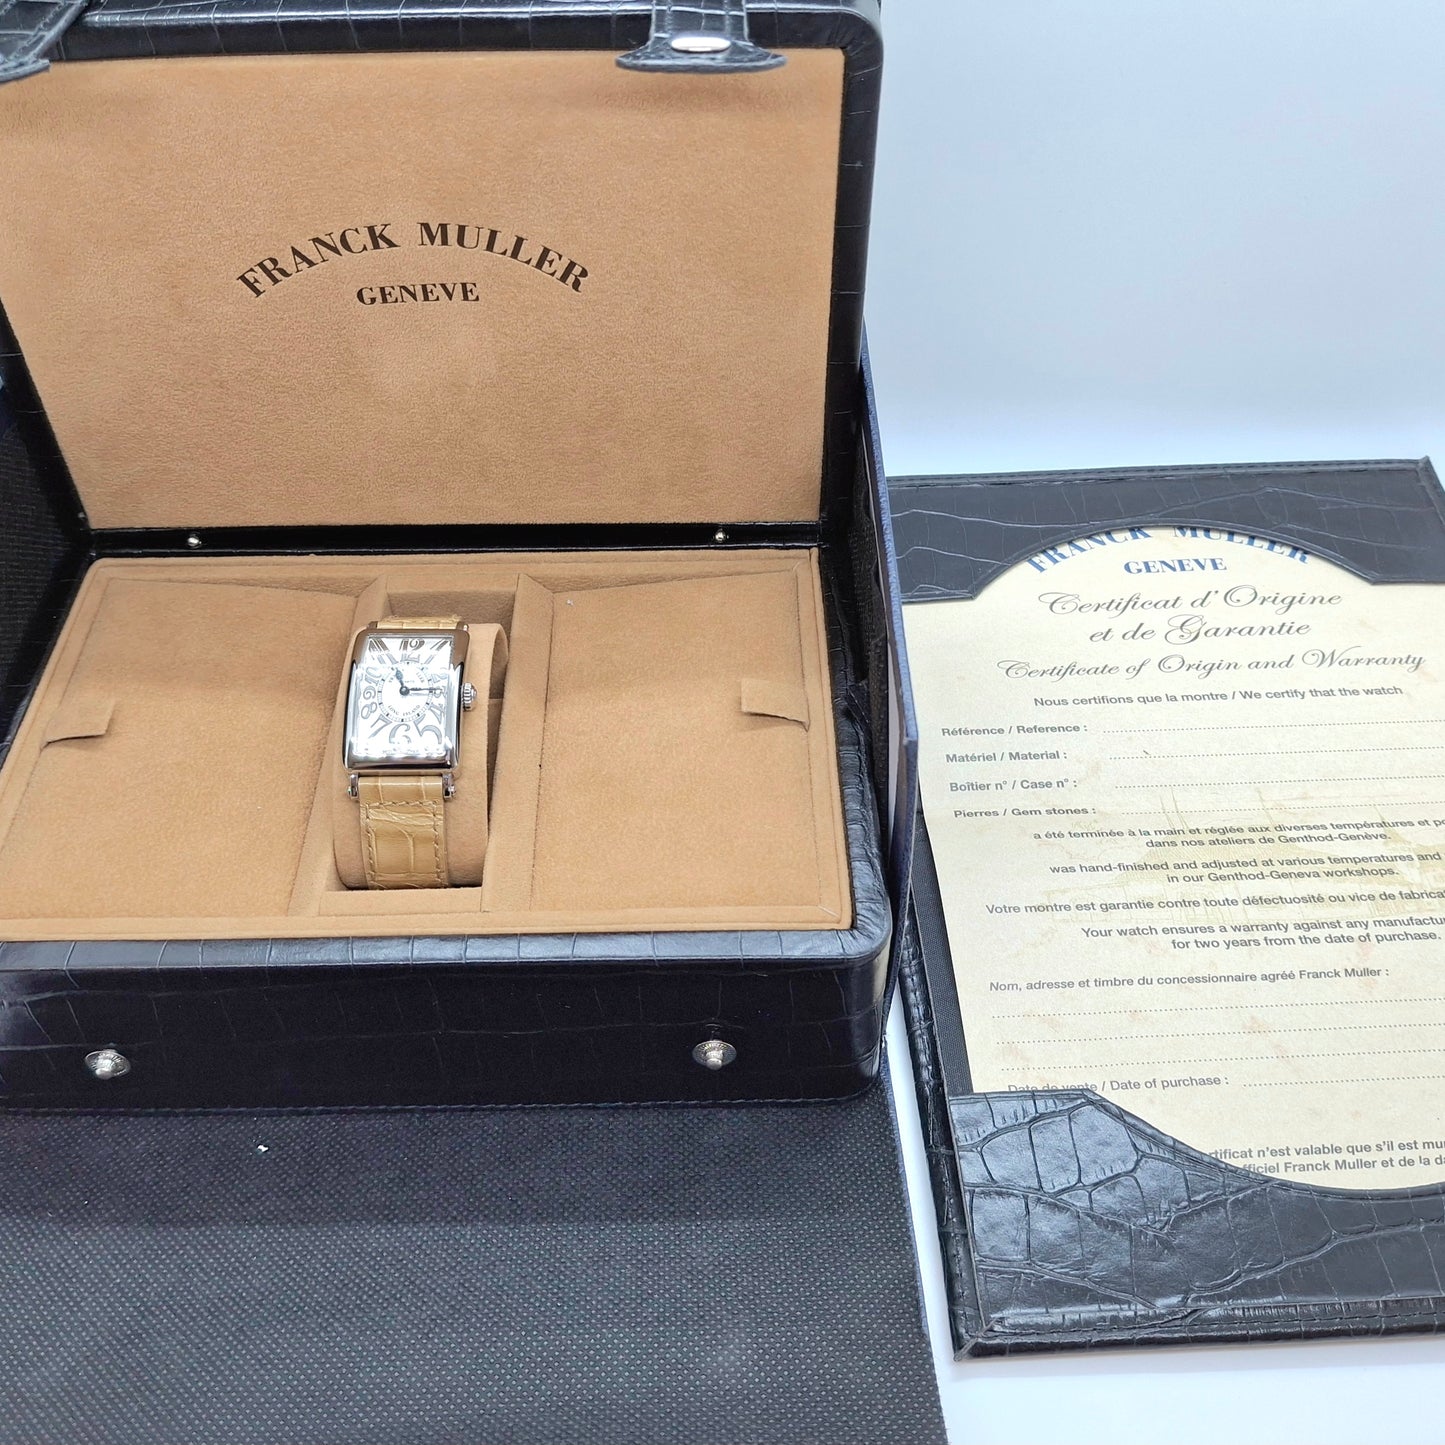 FRANCK MULLER
GENEVE
12
FRANCK MULLER
GENEVE
Certificat d'Origine
et de Garantie
Certificate of Origin and Warranty
Nous certifions que la montre / We certify that the watch
Référence / Reference :
Matériel / Material :
Boîtier n° / Case n° :
Pierres / Gem stones :
a été terminée à la main et réglée aux diverses températures et po
dans nos ateliers de Genthod-Genève.
was hand-finished and adjusted at various temperatures and
in our Genthod-Geneva workshops.
Votre montre est garantie contre toute défectuosité ou vice de fabrica
Your watch ensures a warranty against any manufactur
for two years from the date of purchase.
Nom, adresse et timbre du concessionnaire agréé Franck Muller :
Date de vente / Date of purchase :
rtificat n'est valable que s'il est mu
fficiel Franck Muller et de la d